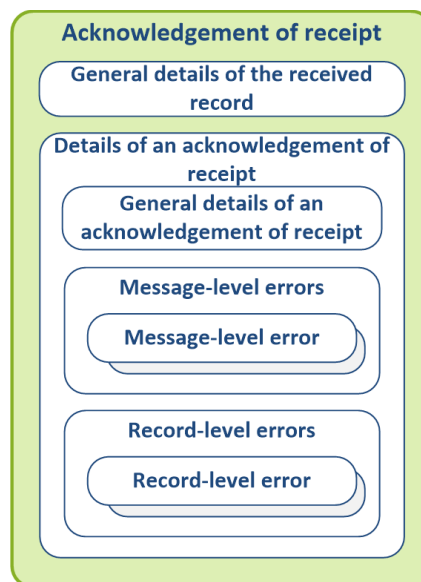 Acknowledgement of receipt
General details of the received
record
Details of an acknowledgement of
receipt
General details of an
acknowledgement of receipt
Message-level errors
Message-level error
Record-level errors
Record-level error